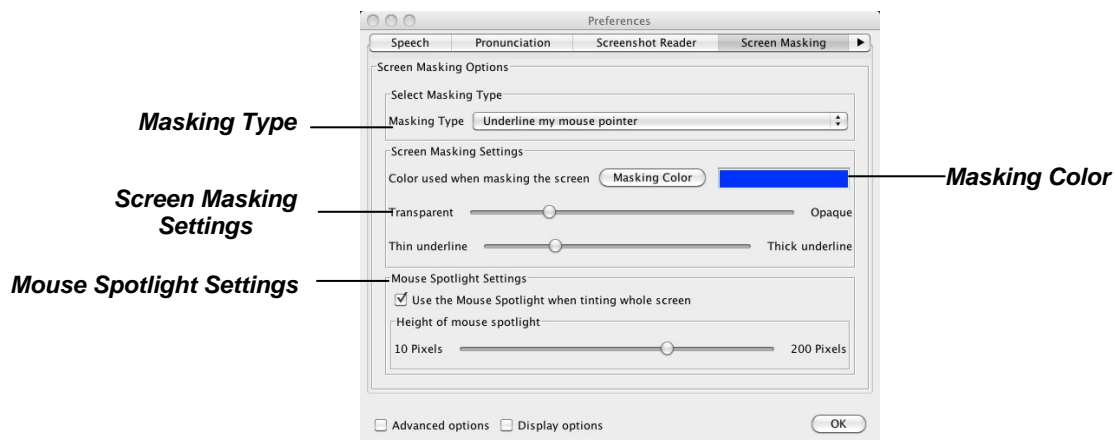 Preferences
Speech Pronunciation Screenshot Reader Screen Masking
Screen Masking Options
Select Masking Type
Masking Type Masking Type Underline my mouse pointer
Screen Masking Settings
Color used when masking the screen Masking Color Masking Color
Screen Masking
Settings
Transparent Opaque
Thin underline Thick underline
Mouse Spotlight Settings Mouse Spotlight Settings
Use the Mouse Spotlight when tinting whole screen
Height of mouse spotlight
10 Pixels 200 Pixels
Advanced options Display options OK